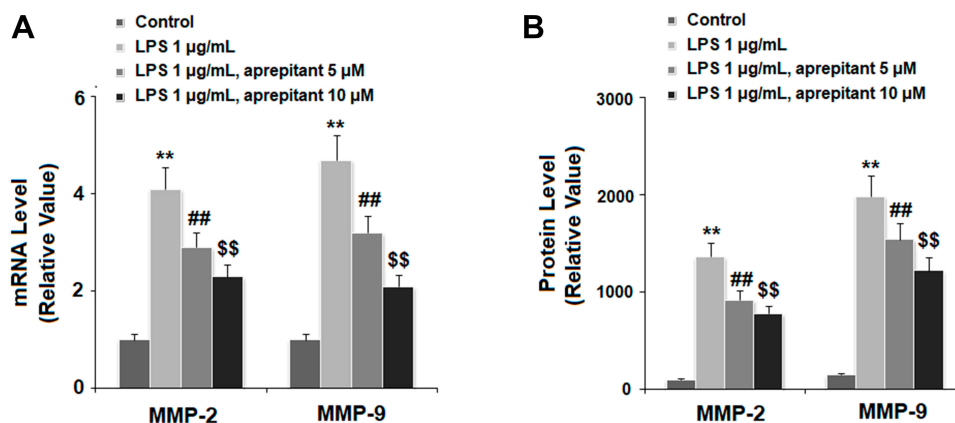 A
Control
LPS 1 µg/mL
LPS 1 µg/mL, aprepitant 5 µM
LPS 1 µg/mL, aprepitant 10 µM
mRNA Level
(Relative Value)
6
4
2
0
**
##
$$
**
##
$$
MMP-2
MMP-9
B
Control
LPS 1 µg/mL
LPS 1 µg/mL, aprepitant 5 µM
LPS 1 µg/mL, aprepitant 10 µM
Protein Level
(Relative Value)
3000
2000
1000
0
**
##
$$
**
##
$$
MMP-2
MMP-9